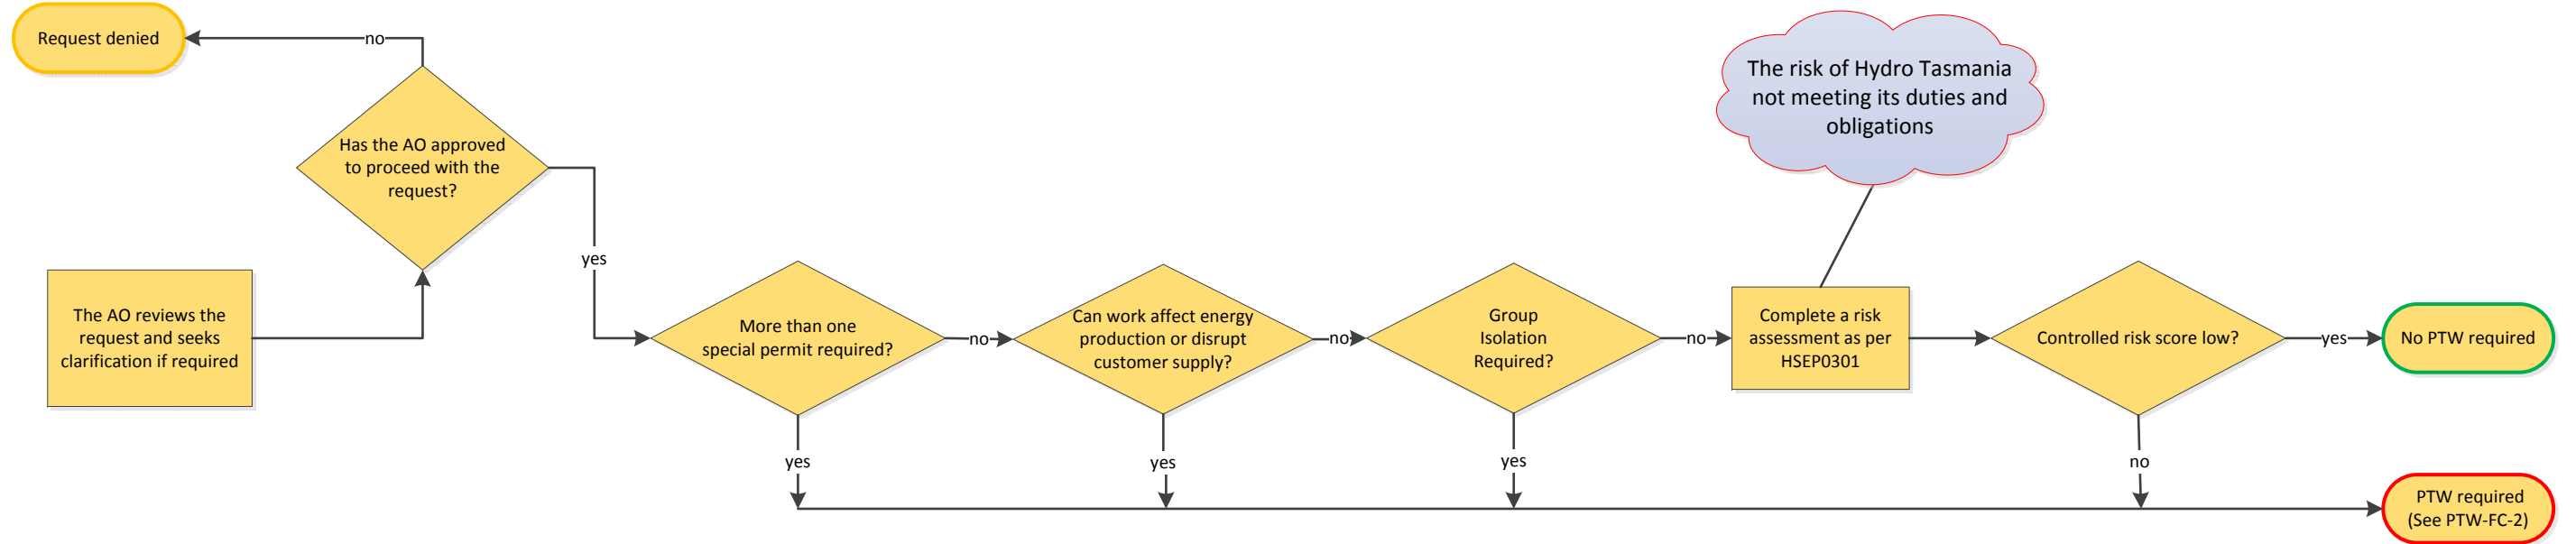 Request denied
no
Has the AO approved
to proceed with the
request?
The AO reviews the
request and seeks
clarification if required
yes
More than one
special permit required?
no
Can work affect energy
production or disrupt
customer supply?
no
Group
Isolation
Required?
no
The risk of Hydro Tasmania
not meeting its duties and
obligations
Complete a risk
assessment as per
HSEP0301
Controlled risk score low?
yes
No PTW required
yes
yes
yes
no
PTW required
(See PTW-FC-2)